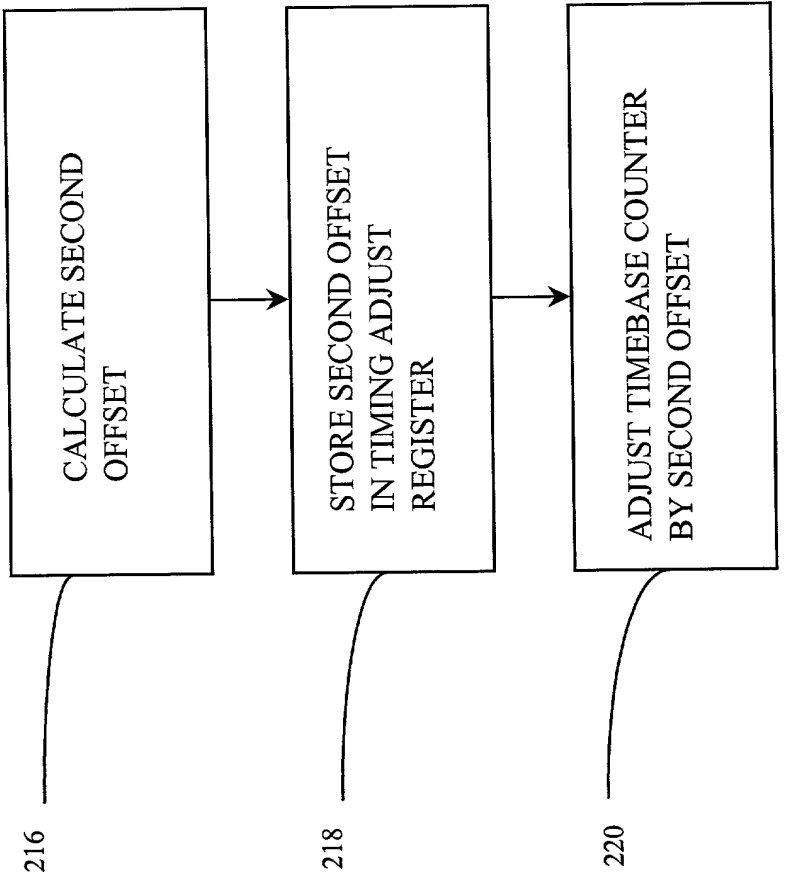 216
CALCULATE SECOND
OFFSET
218
STORE SECOND OFFSET
IN TIMING ADJUST
REGISTER
220
ADJUST TIMEBASE COUNTER
BY SECOND OFFSET